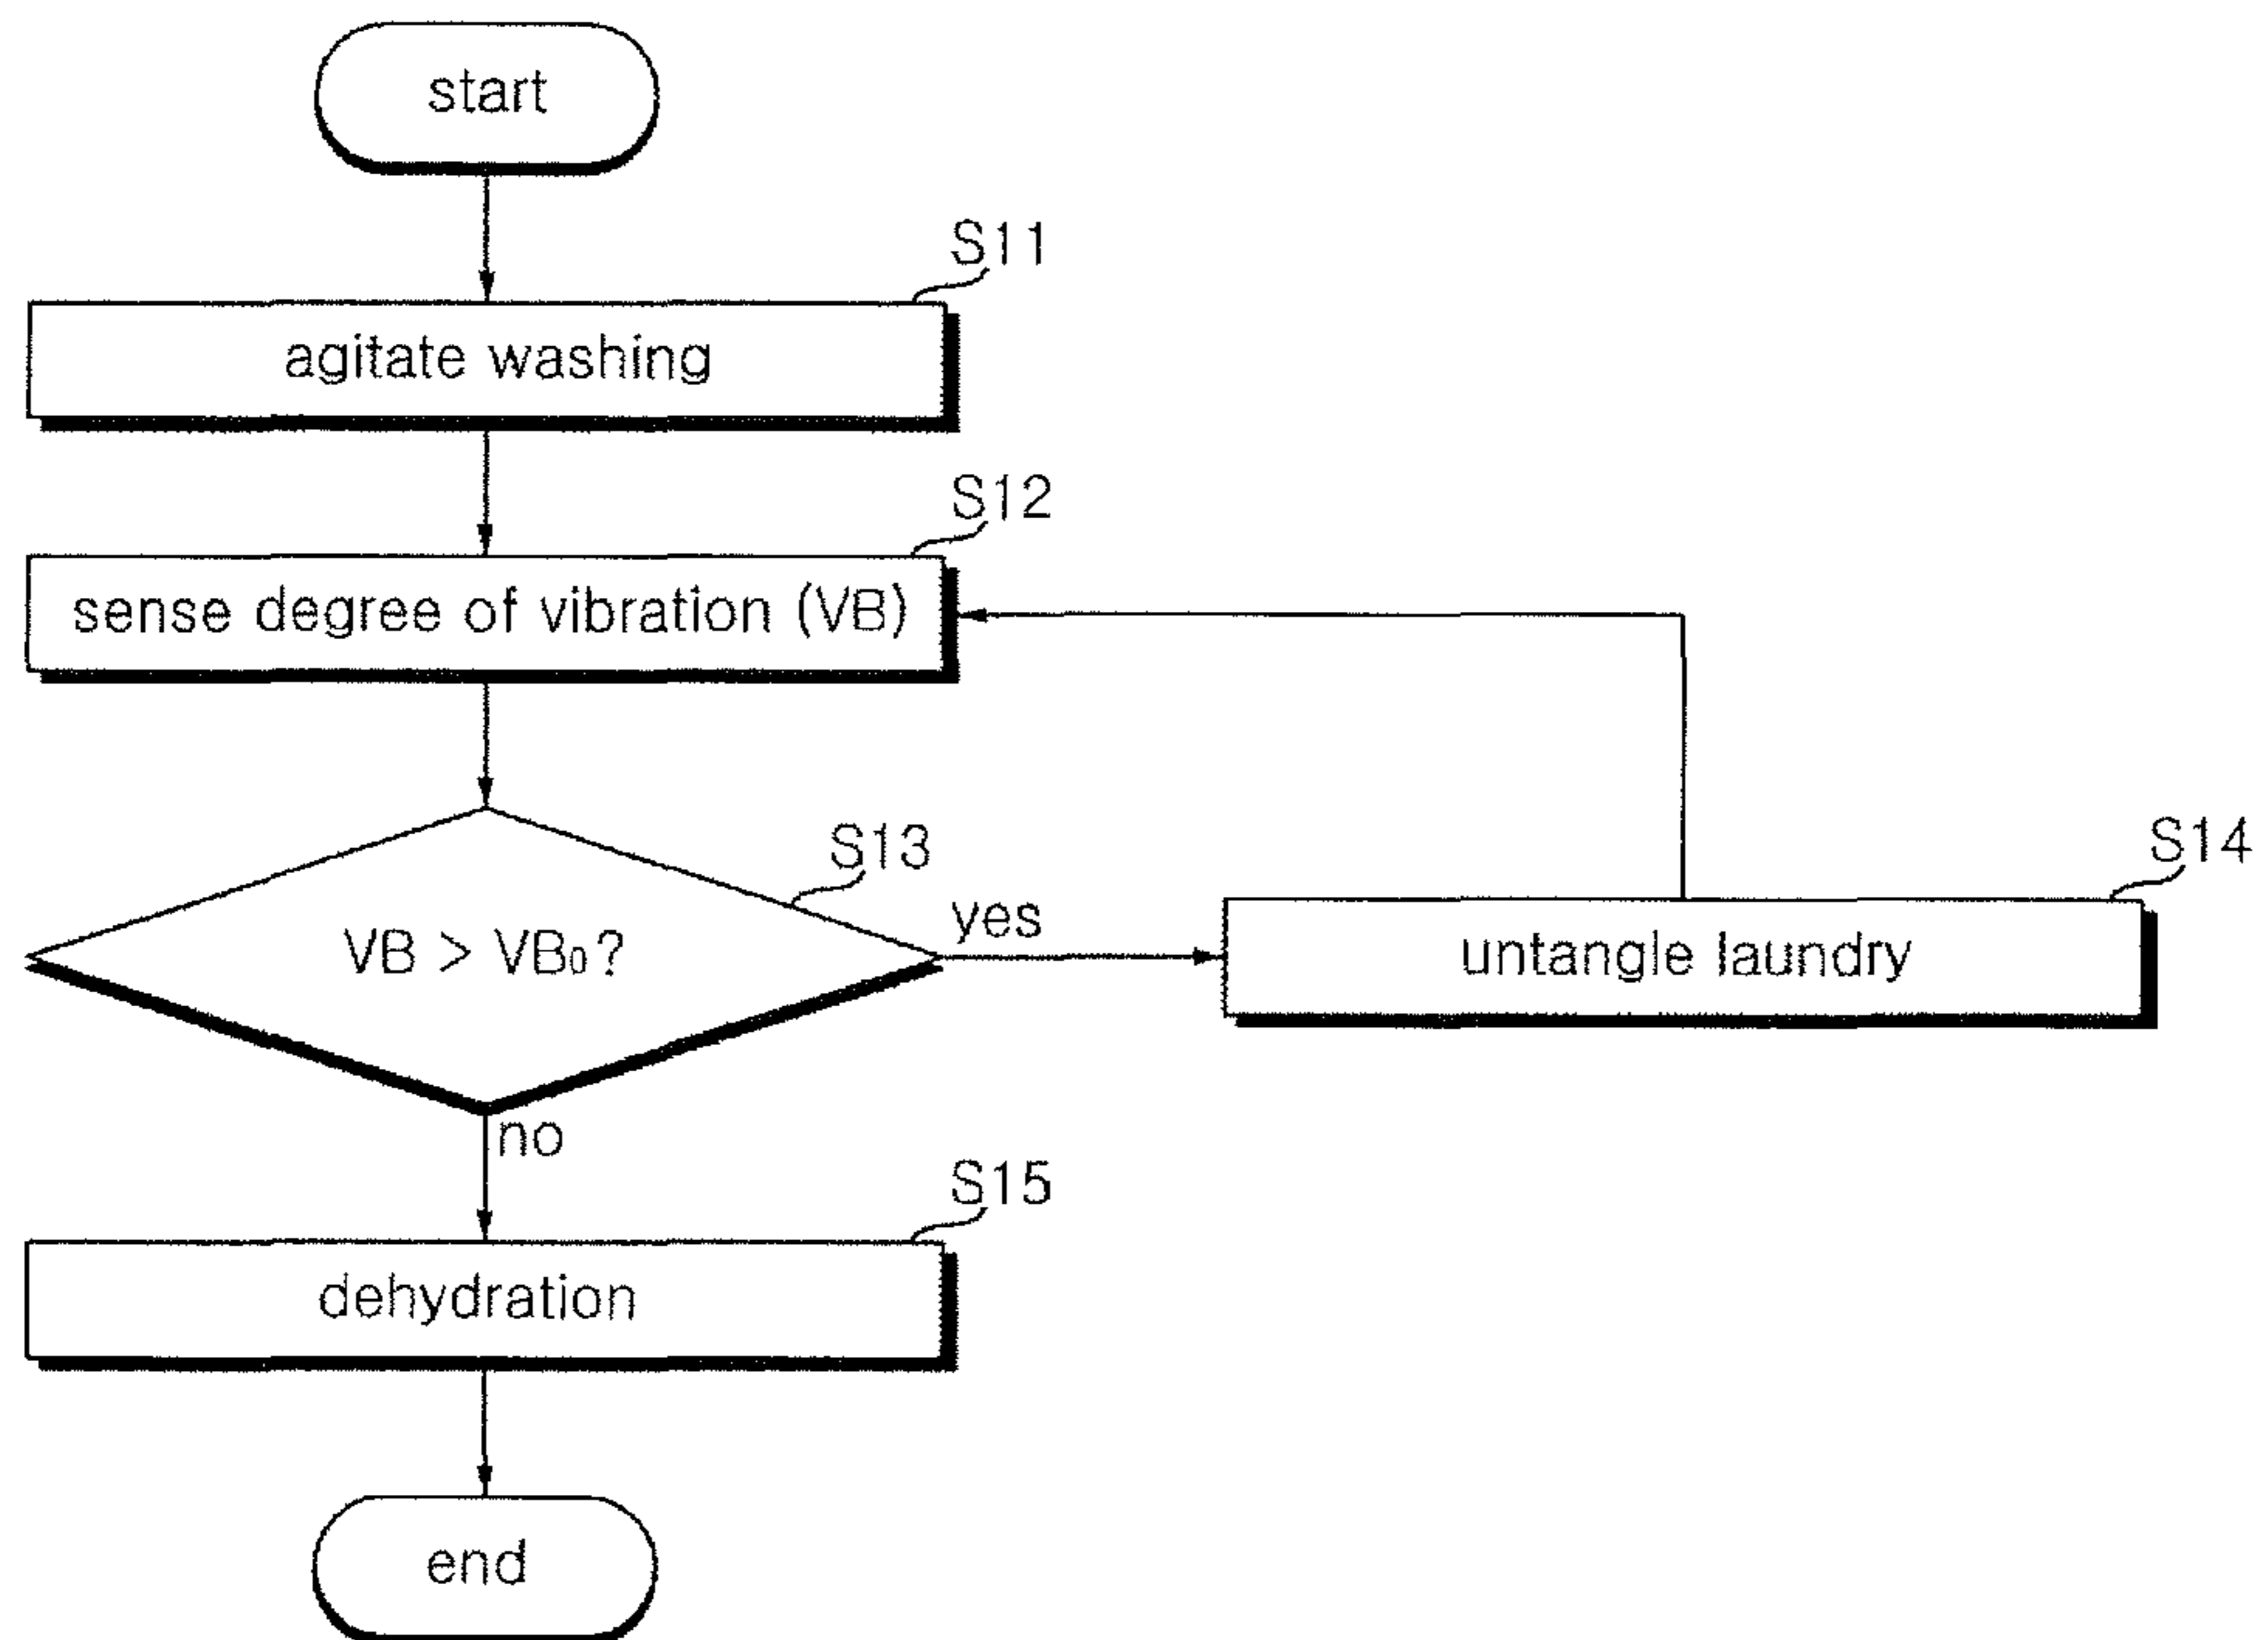 start
S11
agitate washing
S12
sense degree of vibration (VB)
S13
VB > VB₀?
yes
S14
untangle laundry
no
S15
dehydration
end